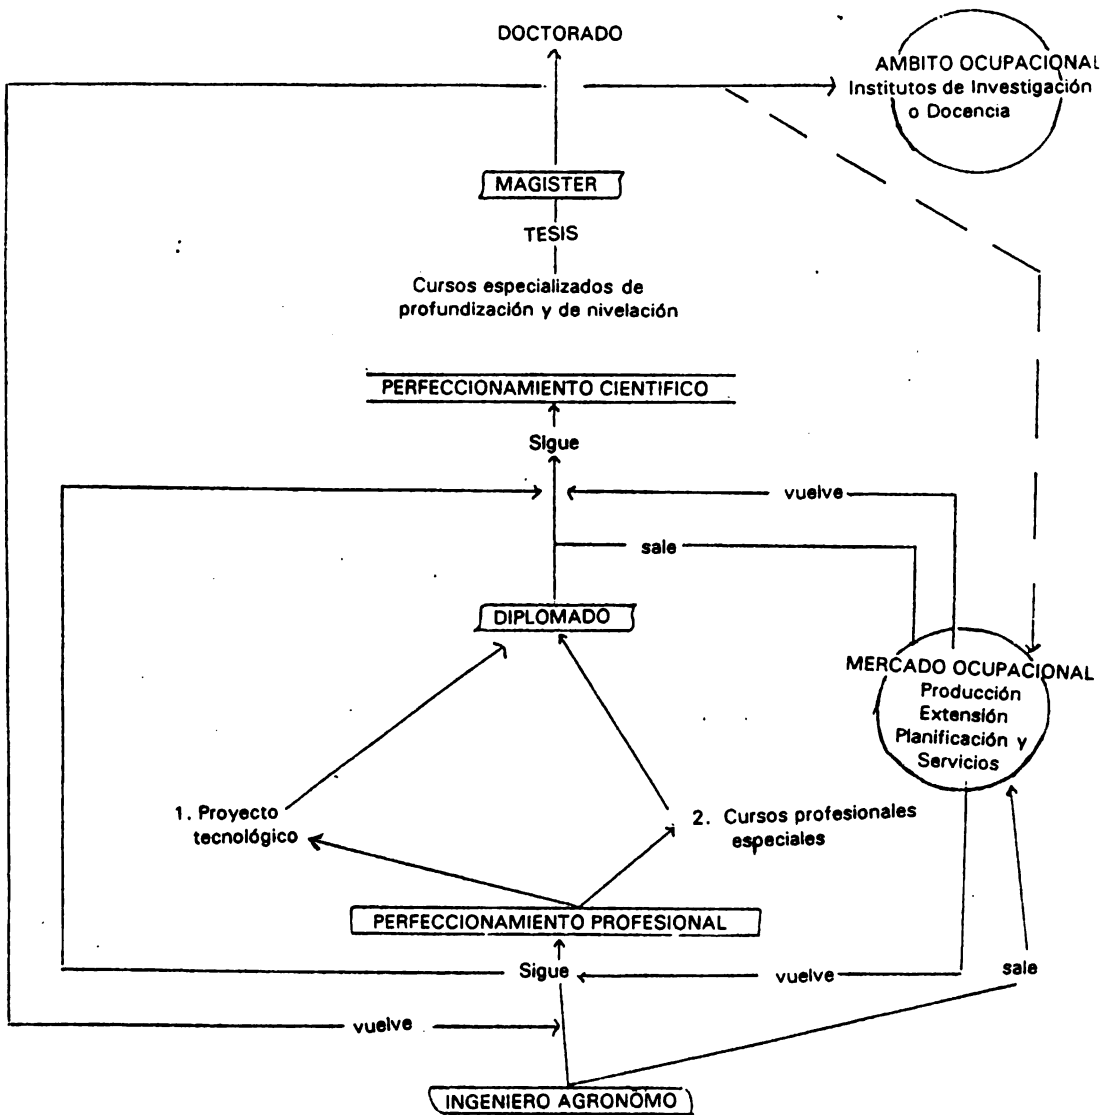 DOCTORADO
AMBITO OCUPACIONAL
Institutos de Investigación
o Docencia
MAGISTER
TESIS
Cursos especializados de
profundización y de nivelación
PERFECCIONAMIENTO CIENTIFICO
Sigue
vuelve
sale
DIPLOMADO
MERCADO OCUPACIONAL
Producción
Extensión
Planificación y
Servicios
1. Proyecto
tecnológico
2. Cursos profesionales
especiales
PERFECCIONAMIENTO PROFESIONAL
Sigue
vuelve
sale
vuelve
INGENIERO AGRONOMO